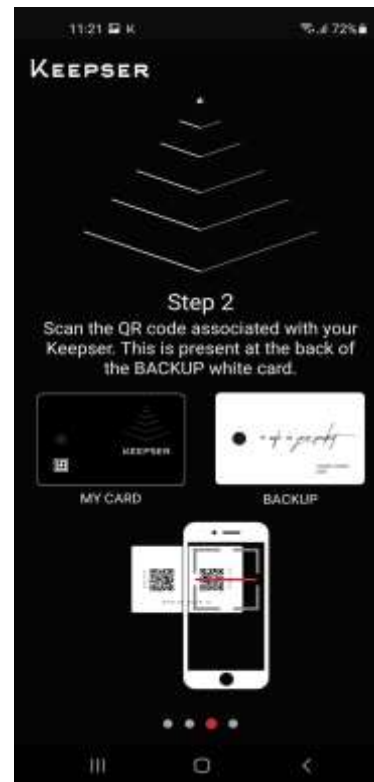 11:21 K 72%
KEEPSER
Step 2
Scan the QR code associated with your
Keepser. This is present at the back of
the BACKUP white card.
KEEPSER
MY CARD
BACKUP